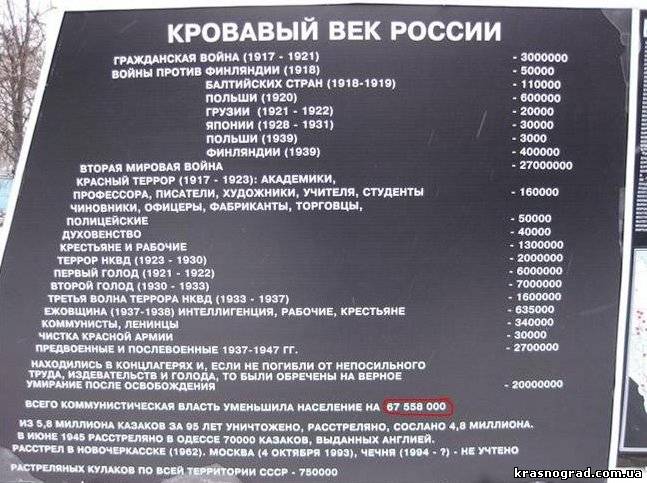 КРОВАВЫЙ ВЕК РОССИИ
ГРАЖДАНСКАЯ ВОЙНА (1917 - 1921) - 3000000
ВОЙНЫ ПРОТИВ ФИНЛЯНДИИ (1918) - 50000
БАЛТИЙСКИХ СТРАН (1918-1919) - 110000
ПОЛЬШИ (1920) - 600000
ГРУЗИИ (1921 - 1922) - 20000
ЯПОНИИ (1928 - 1931) - 30000
ПОЛЬШИ (1939) - 3000
ФИНЛЯНДИИ (1939) - 400000
ВТОРАЯ МИРОВАЯ ВОЙНА - 27000000
КРАСНЫЙ ТЕРРОР (1917 - 1923): АКАДЕМИКИ,
ПРОФЕССОРА, ПИСАТЕЛИ, ХУДОЖНИКИ, УЧИТЕЛЯ, СТУДЕНТЫ - 160000
ЧИНОВНИКИ, ОФИЦЕРЫ, ФАБРИКАНТЫ, ТОРГОВЦЫ,
ПОЛИЦЕЙСКИЕ - 50000
ДУХОВЕНСТВО - 40000
КРЕСТЬЯНЕ И РАБОЧИЕ - 1300000
ТЕРРОР НКВД (1923 - 1930) - 2000000
ПЕРВЫЙ ГОЛОД (1921 - 1922) - 6000000
ВТОРОЙ ГОЛОД (1930 - 1933) - 7000000
ТРЕТЬЯ ВОЛНА ТЕРРОРА НКВД (1933 - 1937) - 1600000
ЕЖОВЩИНА (1937-1938) ИНТЕЛЛИГЕНЦИЯ, РАБОЧИЕ, КРЕСТЬЯНЕ - 635000
КОММУНИСТЫ, ЛЕНИНЦЫ - 340000
ЧИСТКА КРАСНОЙ АРМИИ - 30000
ПРЕДВОЕННЫЕ И ПОСЛЕВОЕННЫЕ 1937-1947 ГГ. - 2700000
НАХОДИЛИСЬ В КОНЦЛАГЕРЯХ И, ЕСЛИ НЕ ПОГИБЛИ ОТ НЕПОСИЛЬНОГО
ТРУДА, ИЗДЕВАТЕЛЬСТВ И ГОЛОДА, ТО БЫЛИ ОБРЕЧЕНЫ НА ВЕРНОЕ
УМИРАНИЕ ПОСЛЕ ОСВОБОЖДЕНИЯ - 20000000
ВСЕГО КОММУНИСТИЧЕСКАЯ ВЛАСТЬ УМЕНЬШИЛА НАСЕЛЕНИЕ НА 67 558 000
ИЗ 5,8 МИЛЛИОНА КАЗАКОВ ЗА 95 ЛЕТ УНИЧТОЖЕНО, РАССТРЕЛЯНО, СОСЛАНО 4,8 МИЛЛИОНА.
В ИЮНЕ 1945 РАССТРЕЛЯНО В ОДЕССЕ 70000 КАЗАКОВ, ВЫДАННЫХ АНГЛИЕЙ.
РАССТРЕЛ В НОВОЧЕРКАССКЕ (1962). МОСКВА (4 ОКТЯБРЯ 1993), ЧЕЧНЯ (1994 - ?) - НЕ УЧТЕНО
РАСТРЕЛЯНЫХ КУЛАКОВ ПО ВСЕЙ ТЕРРИТОРИИ СССР - 750000
krasnograd.com.ua